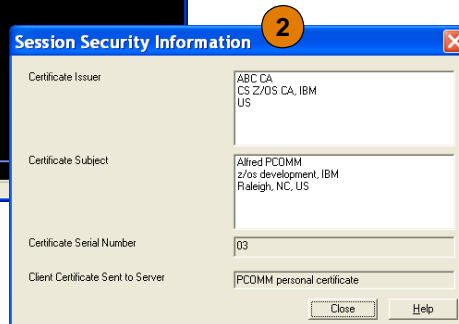 2
Session Security Information
Certificate Issuer
ABC CA
CS Z/OS CA, IBM
US
Certificate Subject
Alfred PCOMM
z/os development, IBM
Raleigh, NC, US
Certificate Serial Number
03
Client Certificate Sent to Server
PCOMM personal certificate
Close Help